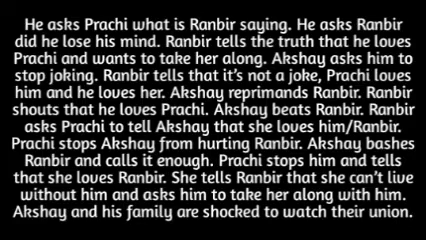 He asks Prachi what is Ranbir saying. He asks Ranbir
did he lose his mind. Ranbir tells the truth that he loves
Prachi and wants to take her along. Akshay asks him to
stop joking. Ranbir tells that it's not a joke, Prachi loves
him and he loves her. Akshay reprimands Ranbir. Ranbir
shouts that he loves Prachi. Akshay beats Ranbir. Ranbir
asks Prachi to tell Akshay that she loves him/Ranbir.
Prachi stops Akshay from hurting Ranbir. Akshay bashes
Ranbir and calls it enough. Prachi stops him and tells
that she loves Ranbir. She tells Ranbir that she can't live
without him and asks him to take her along with him.
Akshay and his family are shocked to watch their union.